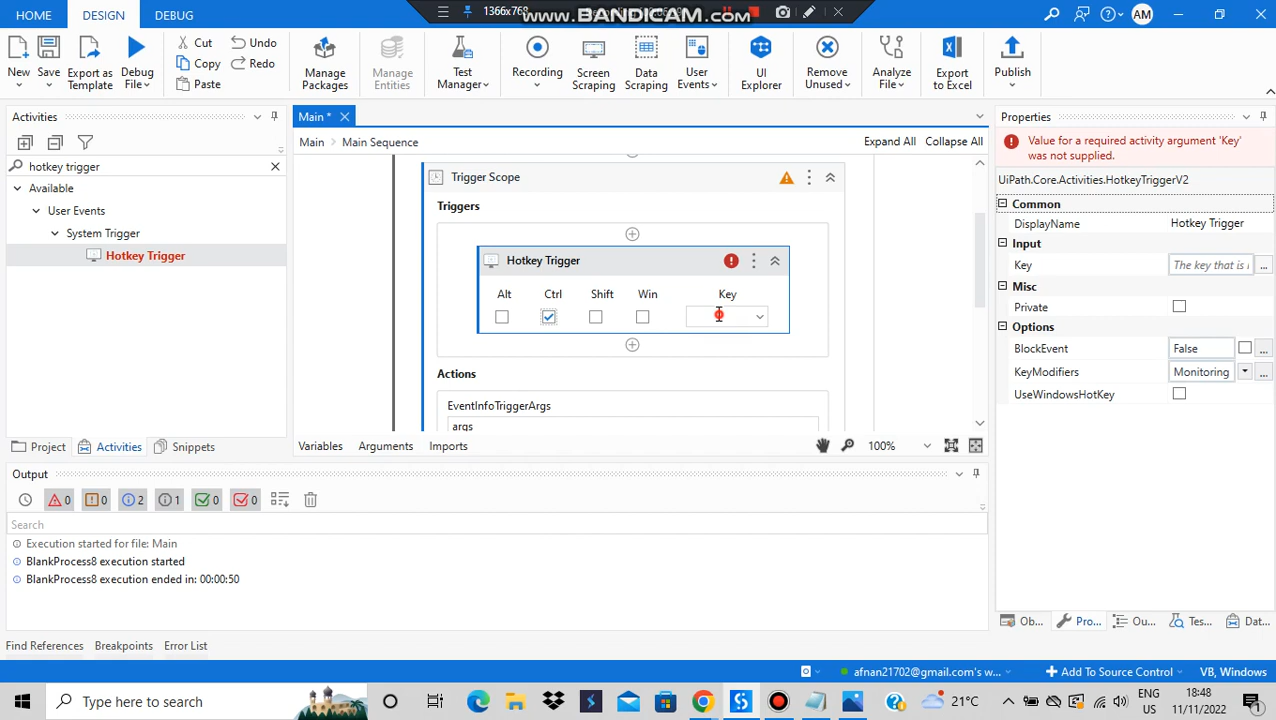 HOME DESIGN DEBUG
1366x768
www.BANDICAM.com
AM
New
Save
Export as
Template
Debug
File
Cut
Copy
Paste
Undo
Redo
Manage
Packages
Manage
Entities
Test
Manager
Recording
Screen
Scraping
Data
Scraping
User
Events
UI
Explorer
Remove
Unused
Analyze
File
Export
to Excel
Publish
Activities
hotkey trigger
Available
User Events
System Trigger
Hotkey Trigger
Main *
Main > Main Sequence
Expand All Collapse All
Trigger Scope
Triggers
Hotkey Trigger
Alt Ctrl Shift Win Key
Actions
EventInfoTriggerArgs
args
Variables Arguments Imports
100%
Properties
Value for a required activity argument 'Key'
was not supplied.
UiPath.Core.Activities.HotkeyTriggerV2
Common
DisplayName Hotkey Trigger
Input
Key The key that is i ...
Misc
Private
Options
BlockEvent False ...
KeyModifiers Monitoring ...
UseWindowsHotKey
Project Activities Snippets
Ob... Pro... Ou... Tes... Dat...
Output
0 0 2 1 0 0
Search
Execution started for file: Main
BlankProcess8 execution started
BlankProcess8 execution ended in: 00:00:50
Find References Breakpoints Error List
afnan21702@gmail.com's w...
Add To Source Control
VB, Windows
Type here to search
21°C
ENG
US
18:48
11/11/2022
1